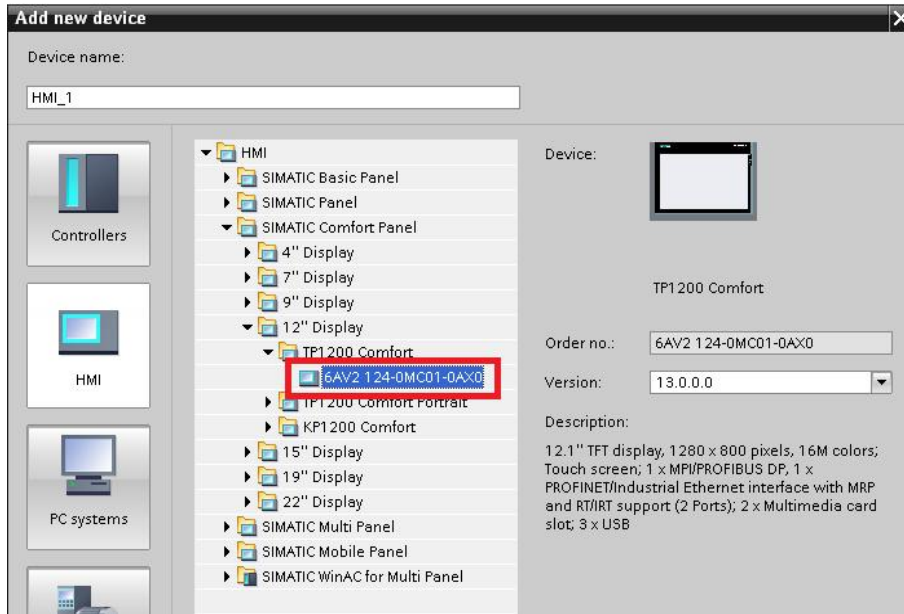 Add new device
Device name:
HMI_1
Controllers
HMI
PC systems
HMI
SIMATIC Basic Panel
SIMATIC Panel
SIMATIC Comfort Panel
4" Display
7" Display
9" Display
12" Display
TP1200 Comfort
6AV2 124-0MC01-0AX0
TP1200 Comfort Portrait
KP1200 Comfort
15" Display
19" Display
22" Display
SIMATIC Multi Panel
SIMATIC Mobile Panel
SIMATIC WinAC for Multi Panel
Device:
TP1200 Comfort
Order no.: 6AV2 124-0MC01-0AX0
Version: 13.0.0.0
Description:
12.1" TFT display, 1280 x 800 pixels, 16M colors;
Touch screen; 1 x MPI/PROFIBUS DP, 1 x
PROFINET/Industrial Ethernet interface with MRP
and RT/IRT support (2 Ports); 2 x Multimedia card
slot; 3 x USB